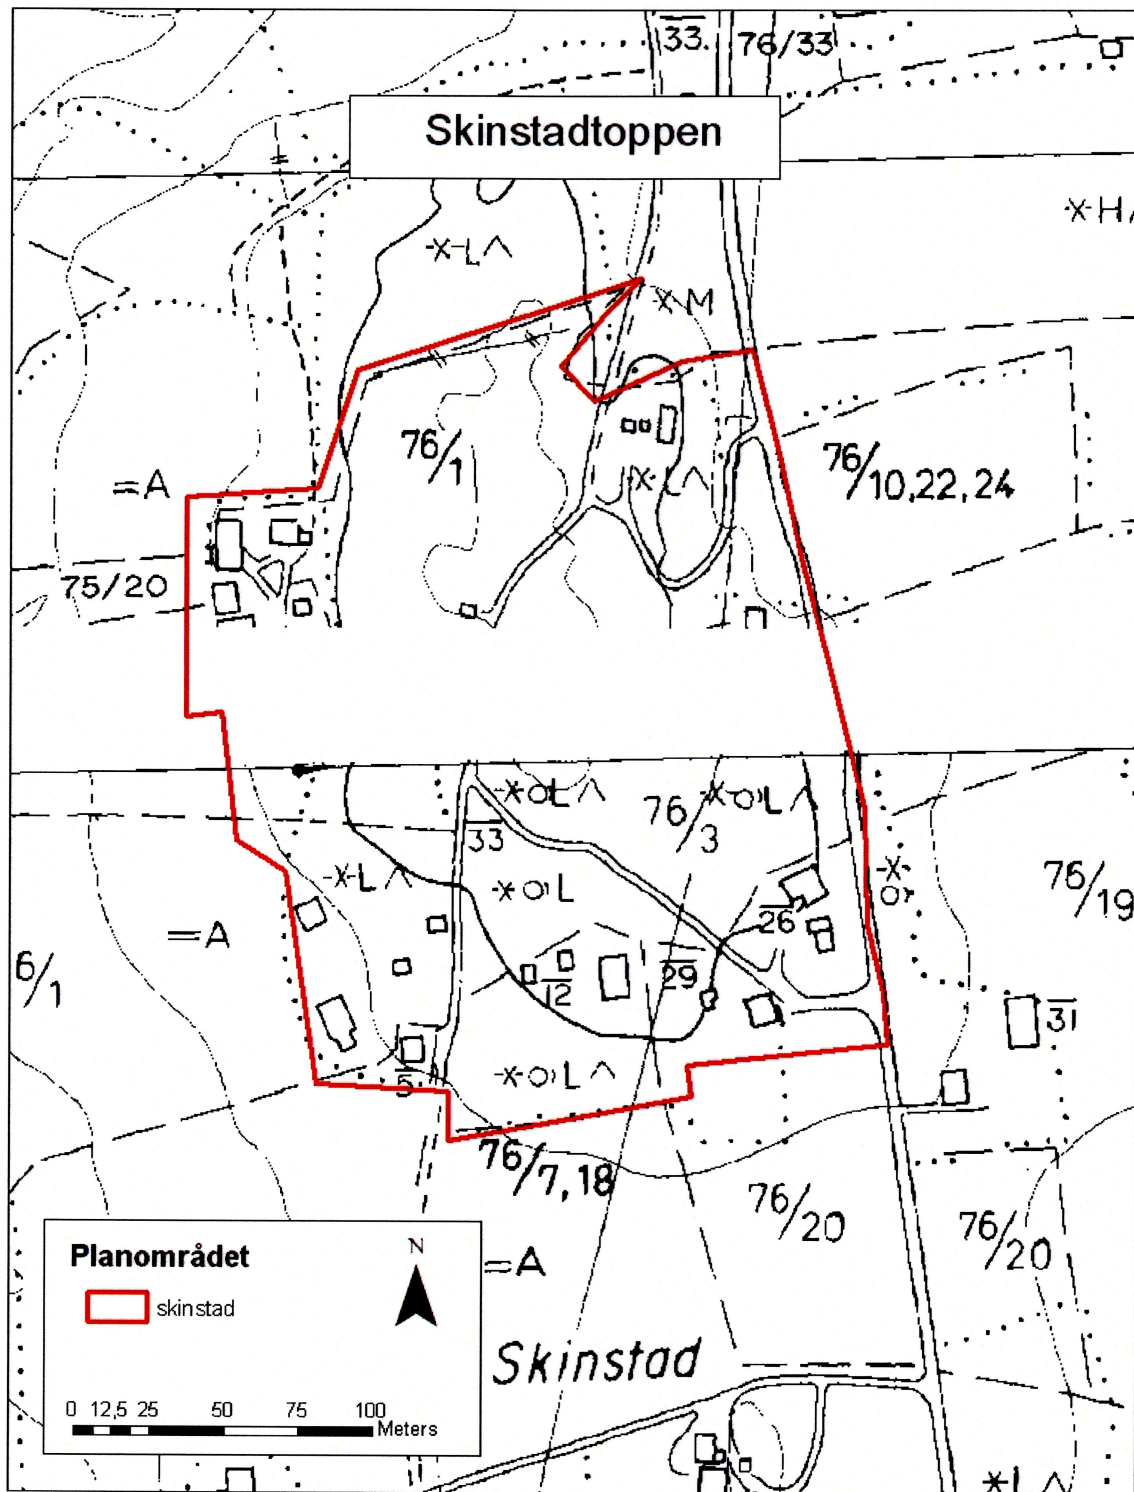 33.
76/33
Skinstadtoppen
-X-H
-X-L
X M
76/1
76/10,22,24
=A
X L
75/20
-X-O L
76/3
-X-O L
33
-X-L
-X-O L
26
X
O
76/19
=A
6/1
12
29
31
5
-X-O L
76/7,18
76/20
76/20
Planområdet
N
=A
skinstad
Skinstad
0 12,5 25 50 75 100
Meters